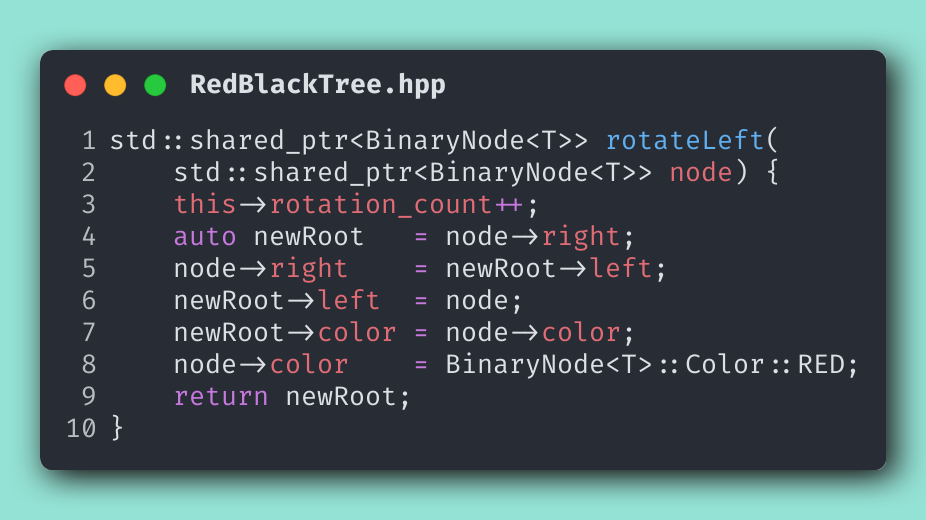 RedBlackTree.hpp
1 std::shared_ptr<BinaryNode<T>> rotateLeft(
2     std::shared_ptr<BinaryNode<T>> node) {
3     this->rotation_count++;
4     auto newRoot   = node->right;
5     node->right    = newRoot->left;
6     newRoot->left  = node;
7     newRoot->color = node->color;
8     node->color    = BinaryNode<T>::Color::RED;
9     return newRoot;
10 }